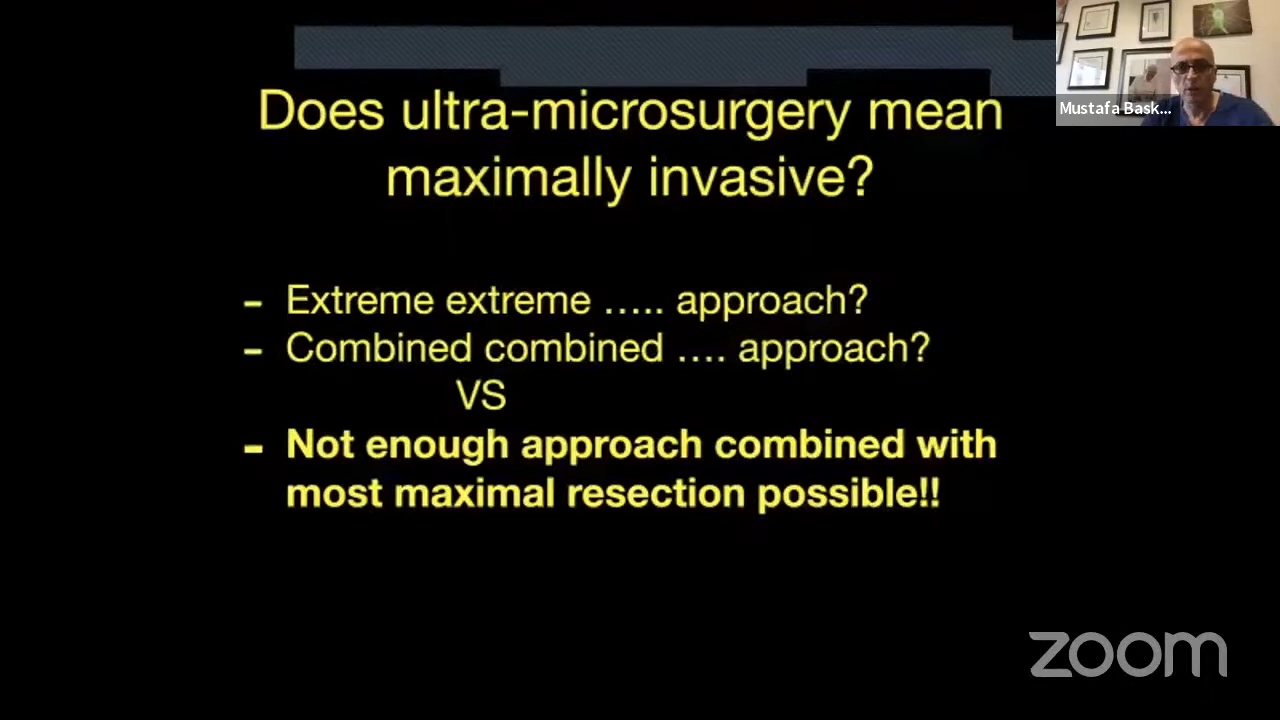 Mustafa Bask...
Does ultra-microsurgery mean
maximally invasive?
- Extreme extreme ..... approach?
- Combined combined .... approach?
VS
- Not enough approach combined with
most maximal resection possible!!
zoom